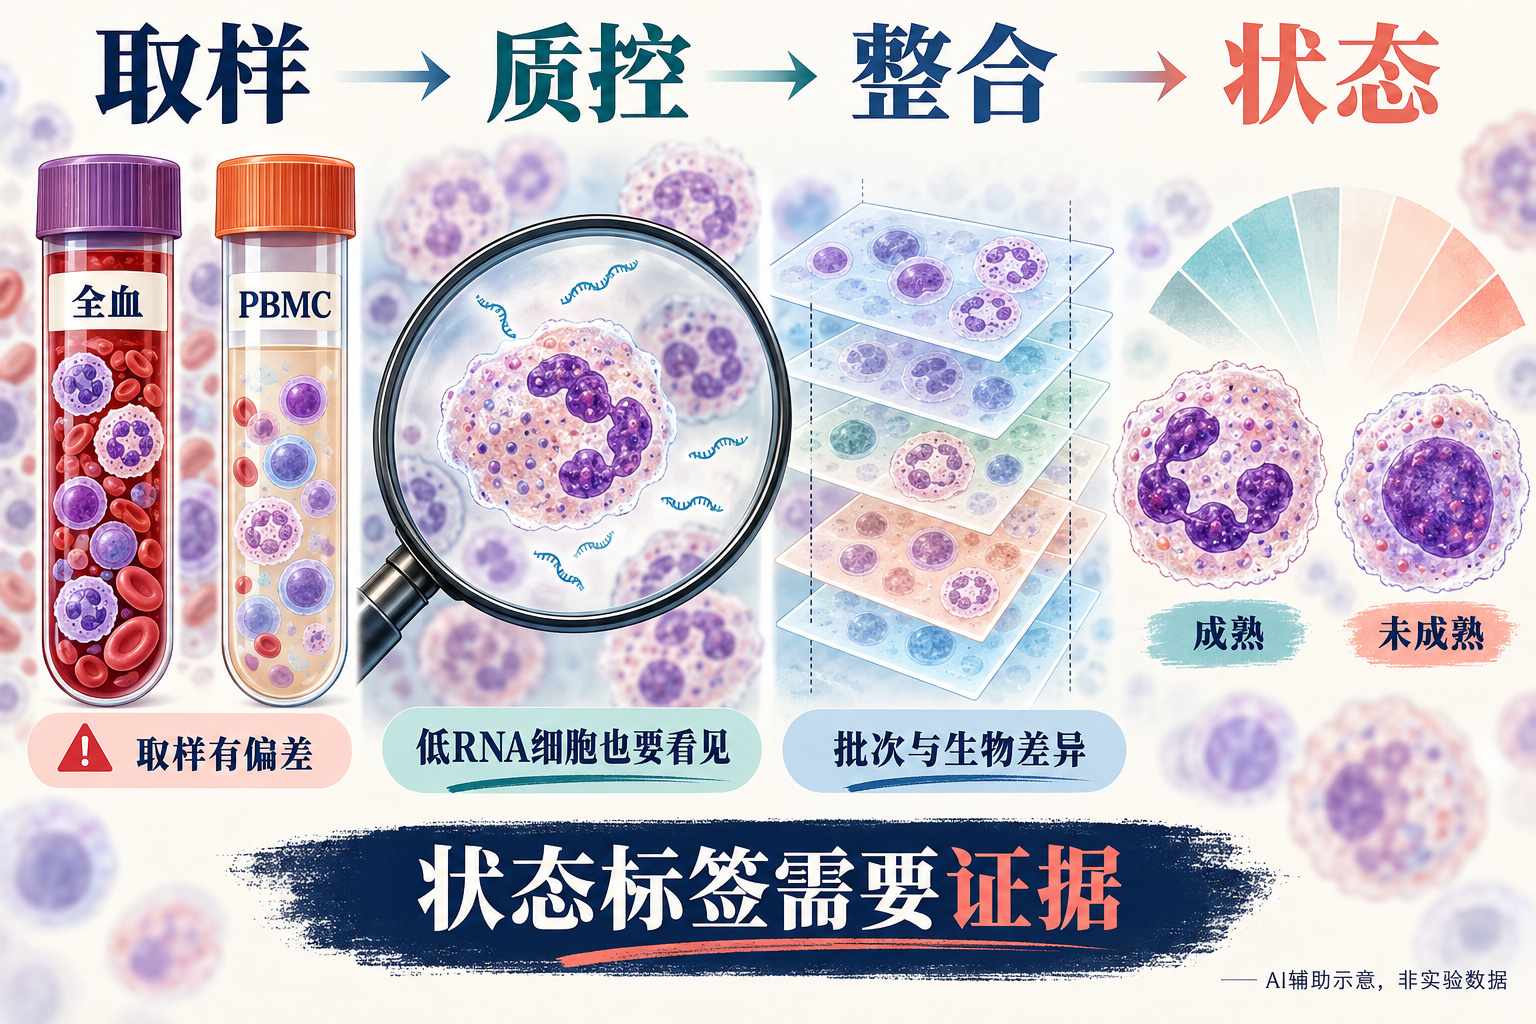 取样 → 质控 → 整合 → 状态
全血
PBMC
成熟
未成熟
取样有偏差
低RNA细胞也要看见
批次与生物差异
状态标签需要证据
—— AI辅助示意，非实验数据